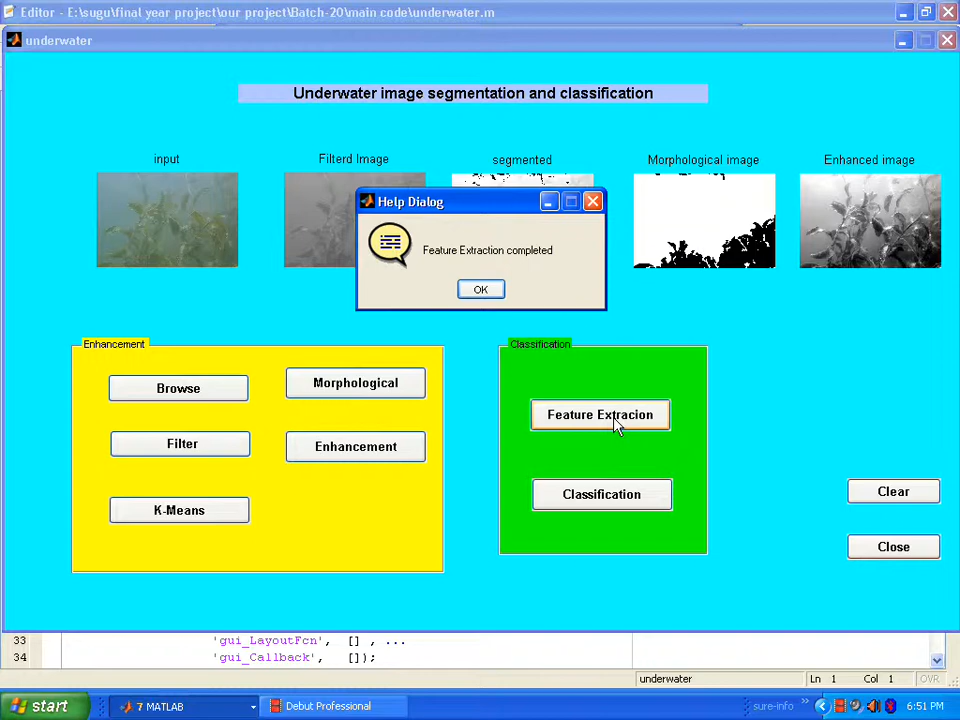 Editor - E:\sugu\final year project\our project\Batch-20\main code\underwater.m
underwater
Underwater image segmentation and classification
input
Filterd Image
segmented
Morphological image
Enhanced image
Help Dialog
Feature Extraction completed
OK
Enhancement
Browse
Morphological
Filter
Enhancement
K-Means
Classification
Feature Extracion
Classification
Clear
Close
33 'gui_LayoutFcn', [] , ...
34 'gui_Callback', []);
underwater Ln 1 Col 1 OVR
start 7 MATLAB Debut Professional sure-info 6:51 PM